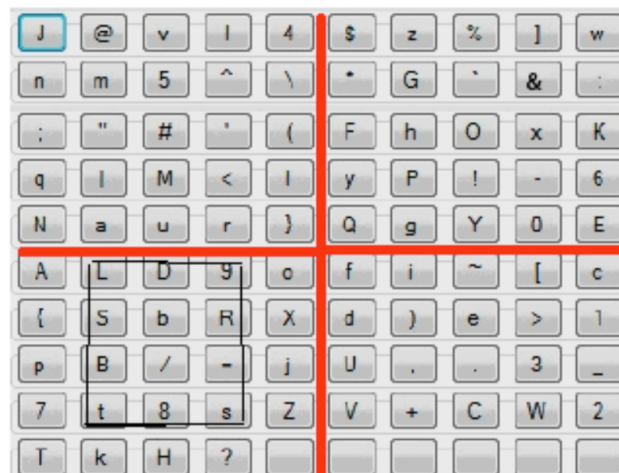 J @ v l 4 $ z % ] w
n m 5 ^ \ * G ` & :
; " # ' ( F h O x K
q | M < I y P ! - 6
N a u r } Q g Y 0 E
A L D 9 o f i ~ [ c
{ S b R X d ) e > 1
p B / = j U , . 3 _
7 t 8 s Z V + C W 2
T k H ?